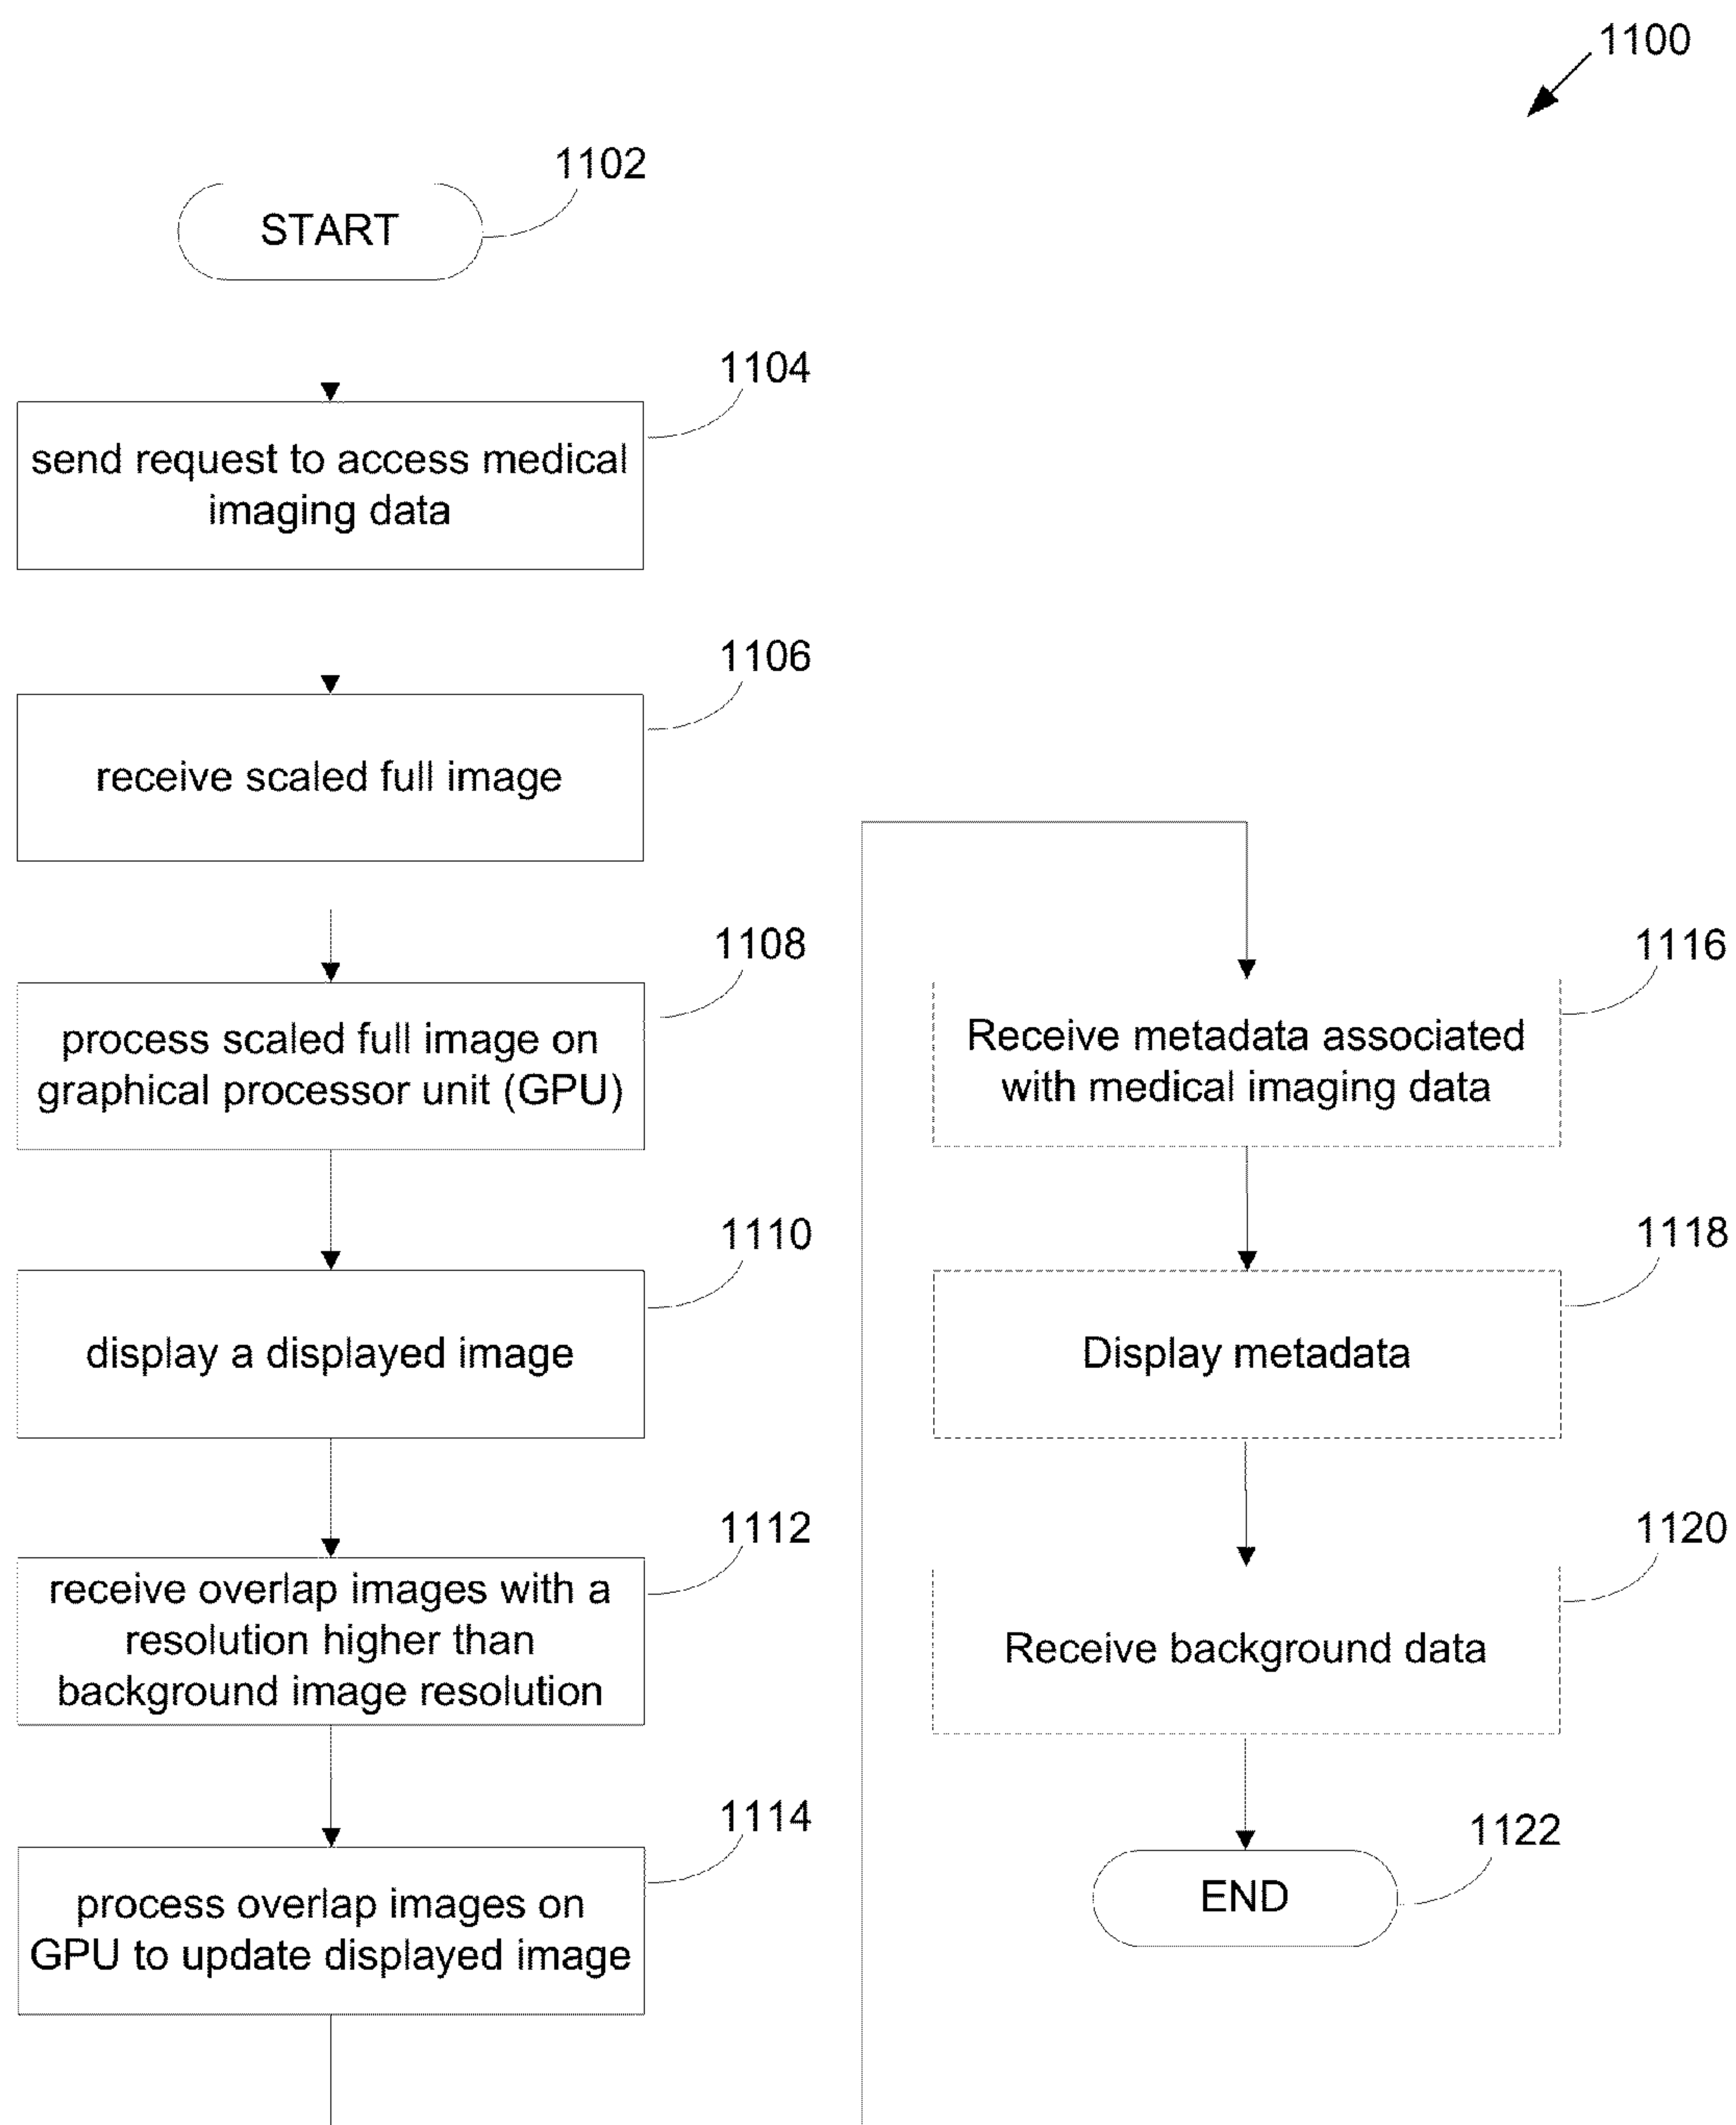 1100
1102
START
1104
send request to access medical
imaging data
1106
receive scaled full image
1108
process scaled full image on
graphical processor unit (GPU)
1110
display a displayed image
1112
receive overlap images with a
resolution higher than
background image resolution
1114
process overlap images on
GPU to update displayed image
1116
Receive metadata associated
with medical imaging data
1118
Display metadata
1120
Receive background data
1122
END